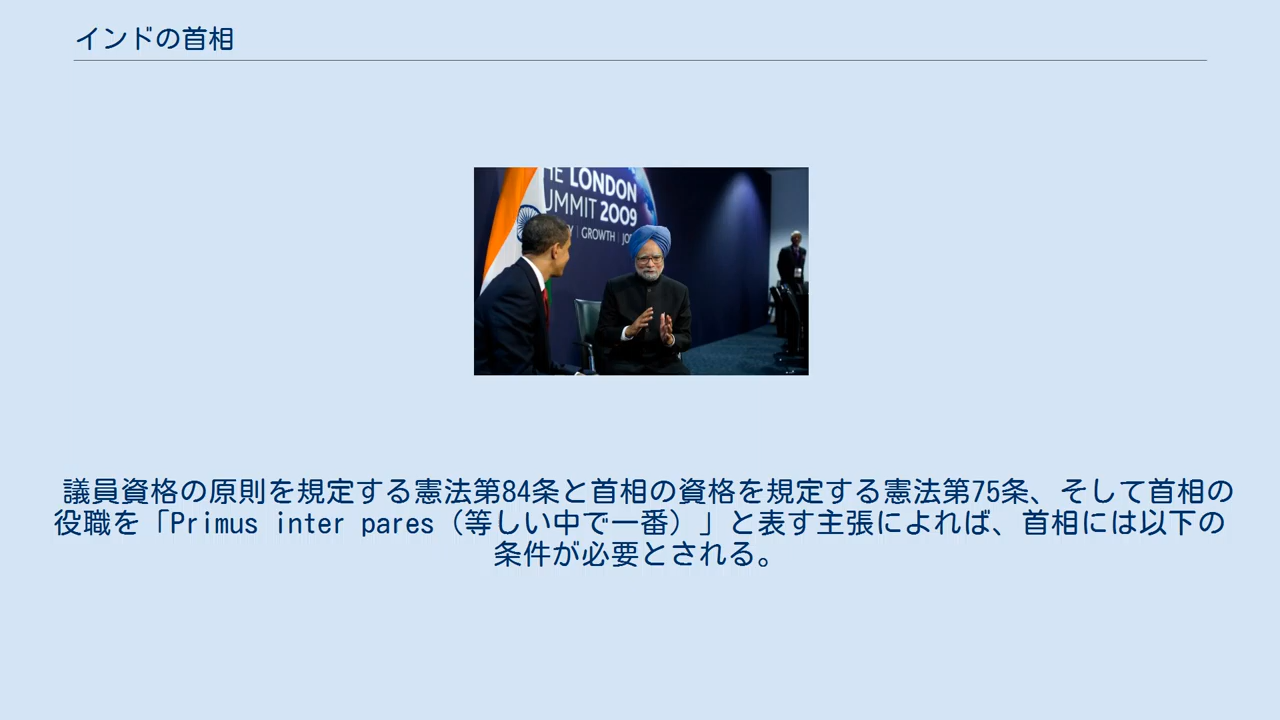 インドの首相
HE LONDON
UMMIT 2009
Y | GROWTH | JO
議員資格の原則を規定する憲法第84条と首相の資格を規定する憲法第75条、そして首相の
役職を「Primus inter pares（等しい中で一番）」と表す主張によれば、首相には以下の
条件が必要とされる。